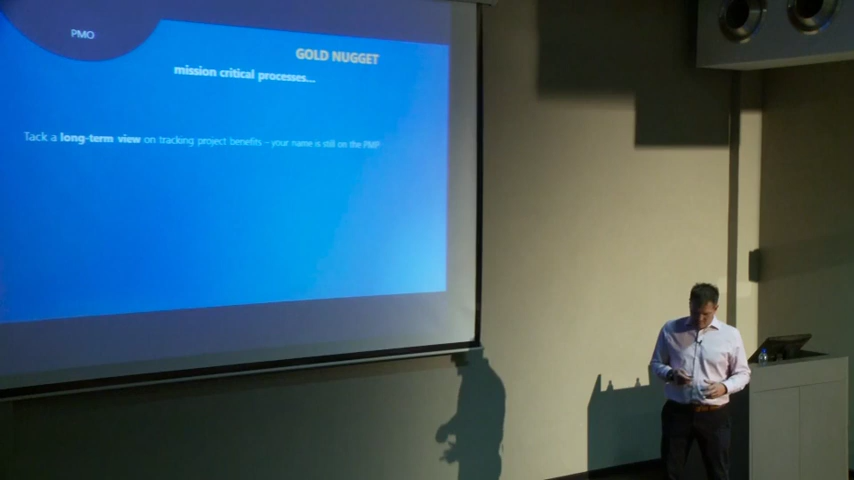 PMO
GOLD NUGGET
mission critical processes...
Tack a long-term view on tracking project benefits – your name is still on the PMP